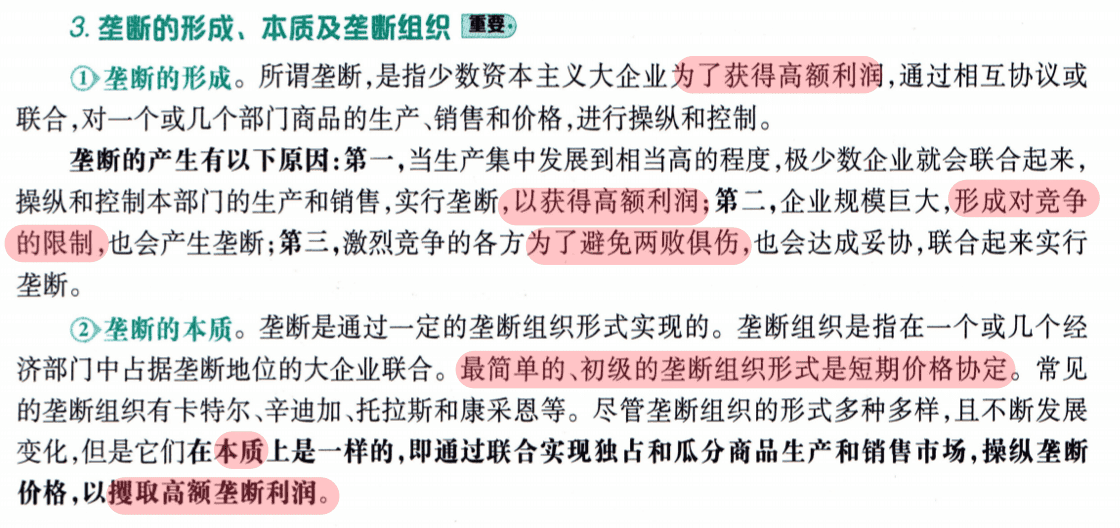 3. 垄断的形成、本质及垄断组织 重要
①垄断的形成。所谓垄断,是指少数资本主义大企业为了获得高额利润,通过相互协议或
联合,对一个或几个部门商品的生产、销售和价格,进行操纵和控制。
垄断的产生有以下原因:第一,当生产集中发展到相当高的程度,极少数企业就会联合起来,
操纵和控制本部门的生产和销售,实行垄断,以获得高额利润;第二,企业规模巨大,形成对竞争
的限制,也会产生垄断;第三,激烈竞争的各方为了避免两败俱伤,也会达成妥协,联合起来实行
垄断。
②垄断的本质。垄断是通过一定的垄断组织形式实现的。垄断组织是指在一个或几个经
济部门中占据垄断地位的大企业联合。最简单的、初级的垄断组织形式是短期价格协定。常见
的垄断组织有卡特尔、辛迪加、托拉斯和康采恩等。尽管垄断组织的形式多种多样,且不断发展
变化,但是它们在本质上是一样的,即通过联合实现独占和瓜分商品生产和销售市场,操纵垄断
价格,以攫取高额垄断利润。